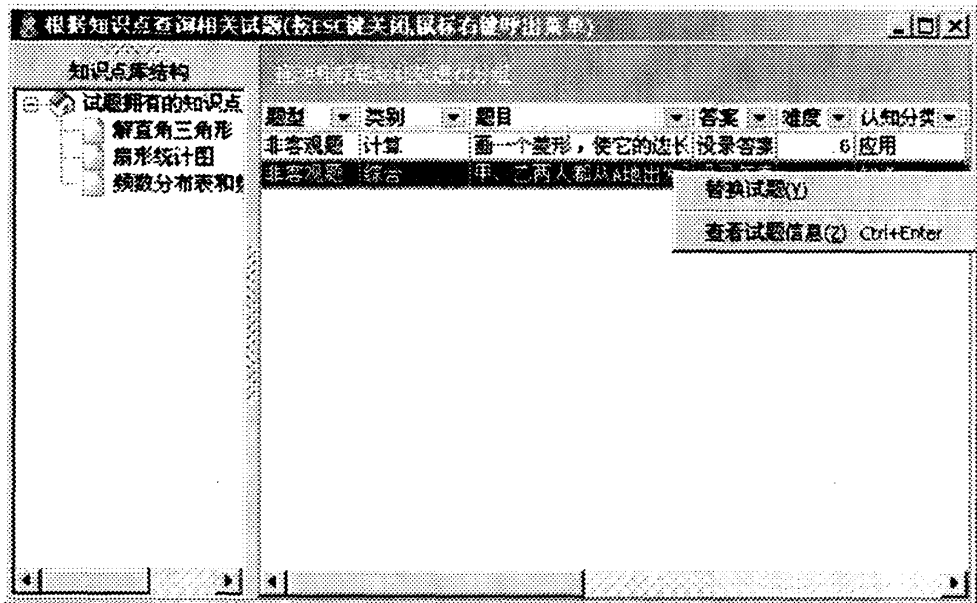 根据知识点查询相关试题(按ESC键关闭,鼠标右键呼出菜单)
知识点库结构
试题拥有的知识点
解直角三角形
扇形统计图
频数分布表和频
题型 类别 题目 答案 难度 认知分类
非客观题 计算 画一个菱形，使它的边长 没录答案 .6 应用
非客观题 综合 甲、乙两人都从A地出
替换试题(Y)
查看试题信息(Z) Ctrl+Enter